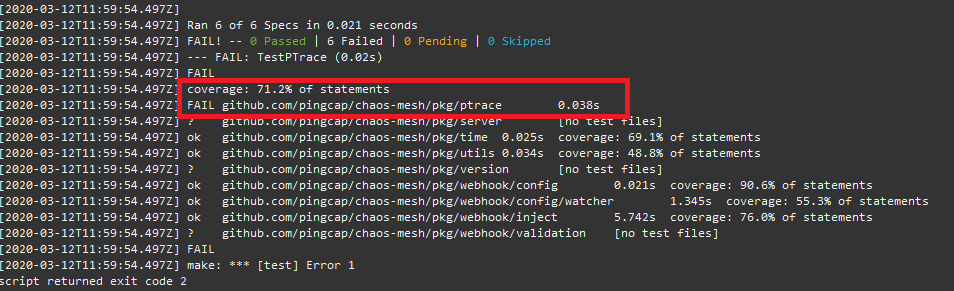 [2020-03-12T11:59:54.497Z]
[2020-03-12T11:59:54.497Z] Ran 6 of 6 Specs in 0.021 seconds
[2020-03-12T11:59:54.497Z] FAIL! -- 0 Passed | 6 Failed | 0 Pending | 0 Skipped
[2020-03-12T11:59:54.497Z] --- FAIL: TestPTrace (0.02s)
[2020-03-12T11:59:54.497Z] FAIL
[2020-03-12T11:59:54.497Z] coverage: 71.2% of statements
[2020-03-12T11:59:54.497Z] FAIL github.com/pingcap/chaos-mesh/pkg/ptrace 0.038s
[2020-03-12T11:59:54.497Z] ? github.com/pingcap/chaos-mesh/pkg/server [no test files]
[2020-03-12T11:59:54.497Z] ok github.com/pingcap/chaos-mesh/pkg/time 0.025s coverage: 69.1% of statements
[2020-03-12T11:59:54.497Z] ok github.com/pingcap/chaos-mesh/pkg/utils 0.034s coverage: 48.8% of statements
[2020-03-12T11:59:54.497Z] ? github.com/pingcap/chaos-mesh/pkg/version [no test files]
[2020-03-12T11:59:54.497Z] ok github.com/pingcap/chaos-mesh/pkg/webhook/config 0.021s coverage: 90.6% of statements
[2020-03-12T11:59:54.497Z] ok github.com/pingcap/chaos-mesh/pkg/webhook/config/watcher 1.345s coverage: 55.3% of statements
[2020-03-12T11:59:54.497Z] ok github.com/pingcap/chaos-mesh/pkg/webhook/inject 5.742s coverage: 76.0% of statements
[2020-03-12T11:59:54.497Z] ? github.com/pingcap/chaos-mesh/pkg/webhook/validation [no test files]
[2020-03-12T11:59:54.497Z] FAIL
[2020-03-12T11:59:54.497Z] make: *** [test] Error 1
script returned exit code 2